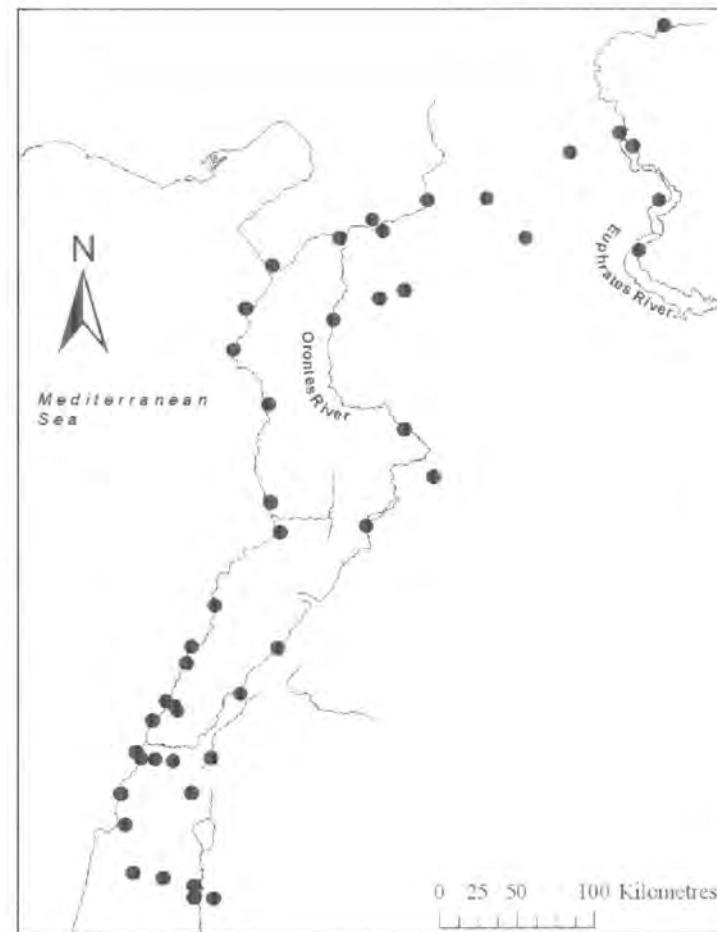 N
Euphrates River
Orontes River
Mediterranean
Sea
0 25 50 100 Kilometres